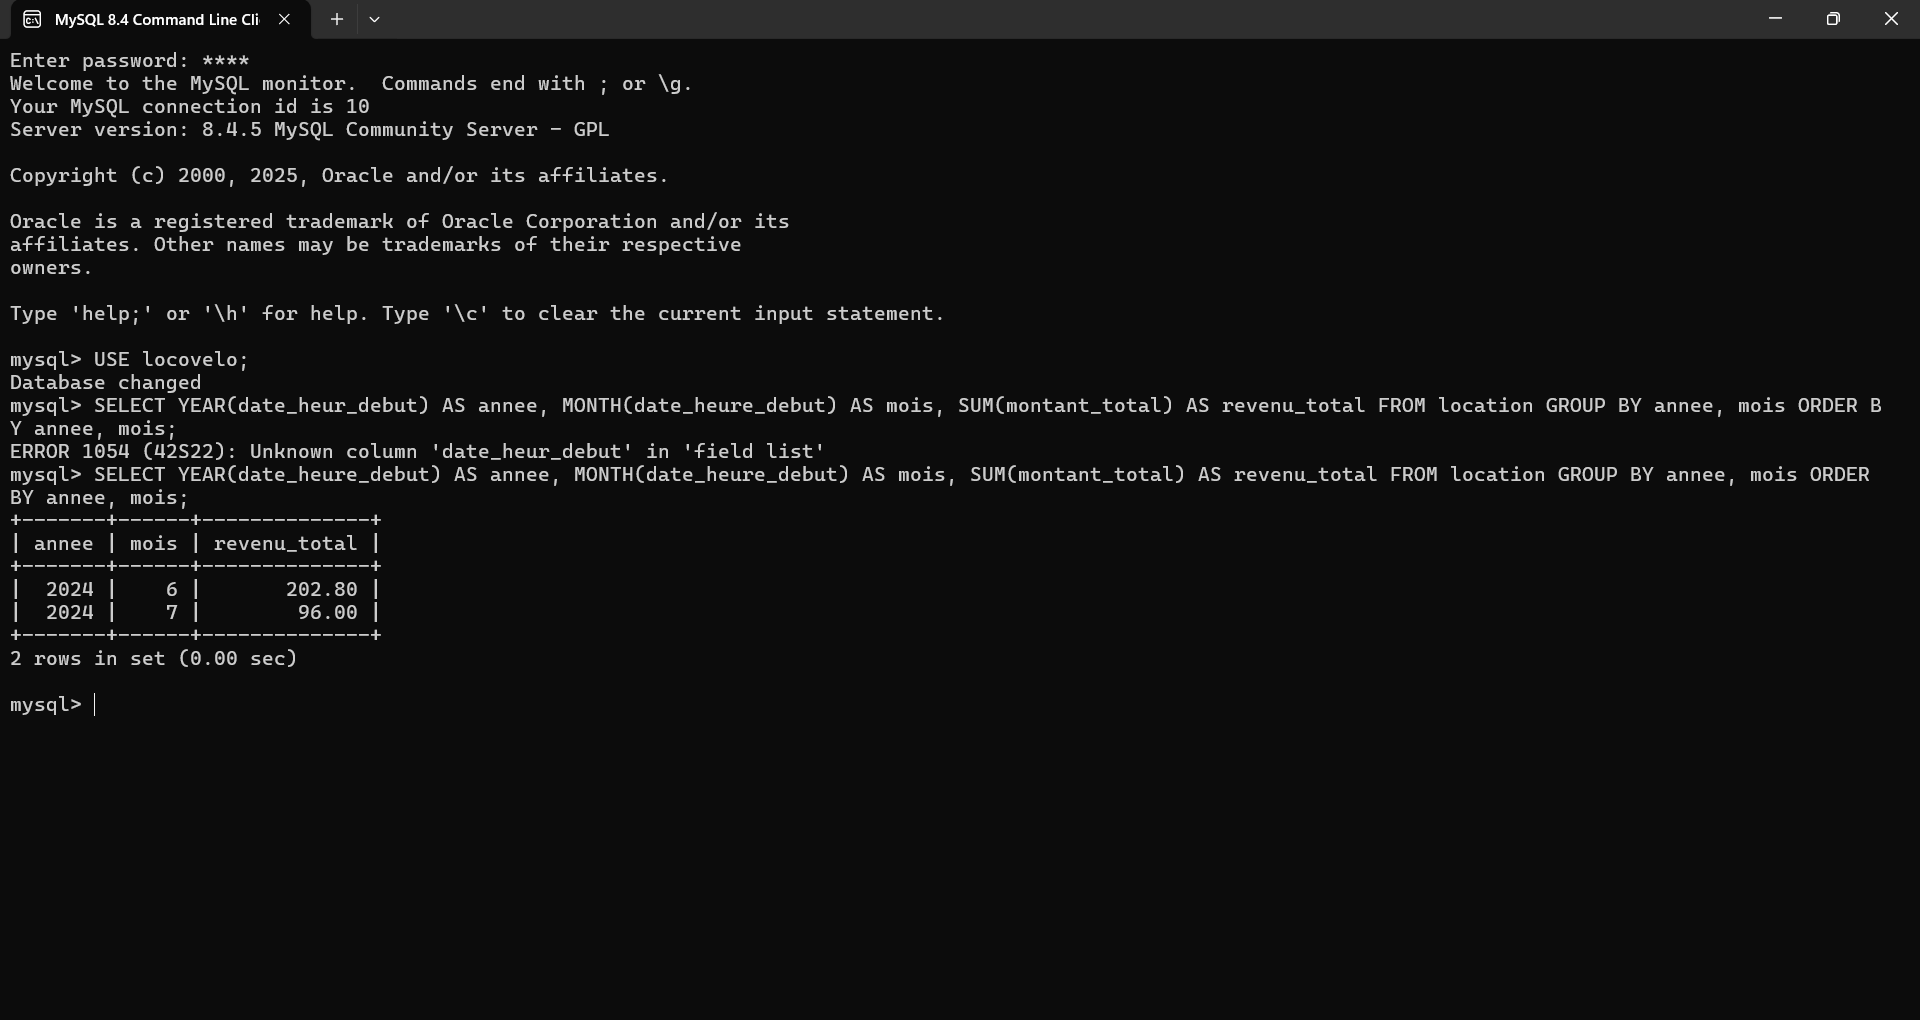 MySQL 8.4 Command Line Cli
Enter password: ****
Welcome to the MySQL monitor.  Commands end with ; or \g.
Your MySQL connection id is 10
Server version: 8.4.5 MySQL Community Server - GPL
Copyright (c) 2000, 2025, Oracle and/or its affiliates.
Oracle is a registered trademark of Oracle Corporation and/or its
affiliates. Other names may be trademarks of their respective
owners.
Type 'help;' or '\h' for help. Type '\c' to clear the current input statement.
mysql> USE locovelo;
Database changed
mysql> SELECT YEAR(date_heur_debut) AS annee, MONTH(date_heure_debut) AS mois, SUM(montant_total) AS revenu_total FROM location GROUP BY annee, mois ORDER B
Y annee, mois;
ERROR 1054 (42S22): Unknown column 'date_heur_debut' in 'field list'
mysql> SELECT YEAR(date_heure_debut) AS annee, MONTH(date_heure_debut) AS mois, SUM(montant_total) AS revenu_total FROM location GROUP BY annee, mois ORDER
BY annee, mois;
+-------+------+--------------+
| annee | mois | revenu_total |
+-------+------+--------------+
|  2024 |    6 |       202.80 |
|  2024 |    7 |        96.00 |
+-------+------+--------------+
2 rows in set (0.00 sec)
mysql>